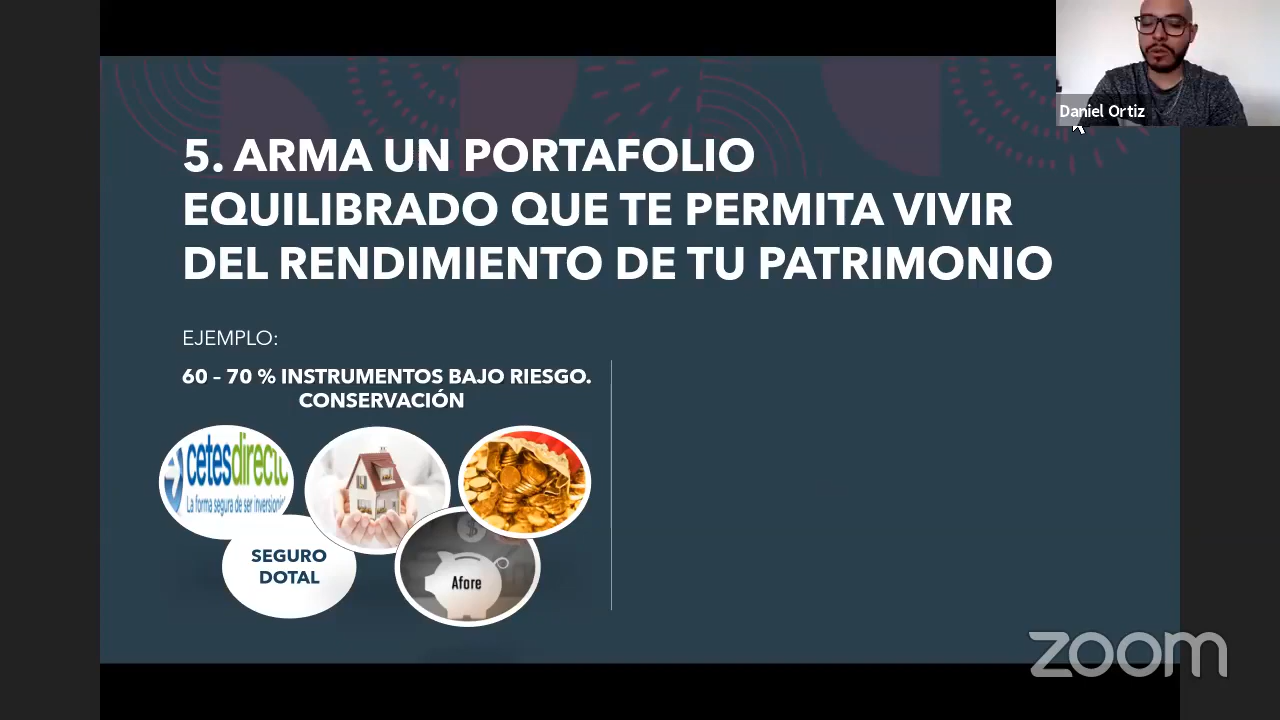 Daniel Ortiz
5. ARMA UN PORTAFOLIO
EQUILIBRADO QUE TE PERMITA VIVIR
DEL RENDIMIENTO DE TU PATRIMONIO
EJEMPLO:
60 – 70 % INSTRUMENTOS BAJO RIESGO.
CONSERVACIÓN
cetesdirecto
La forma segura de ser inversionis
SEGURO
DOTAL
Afore
zoom